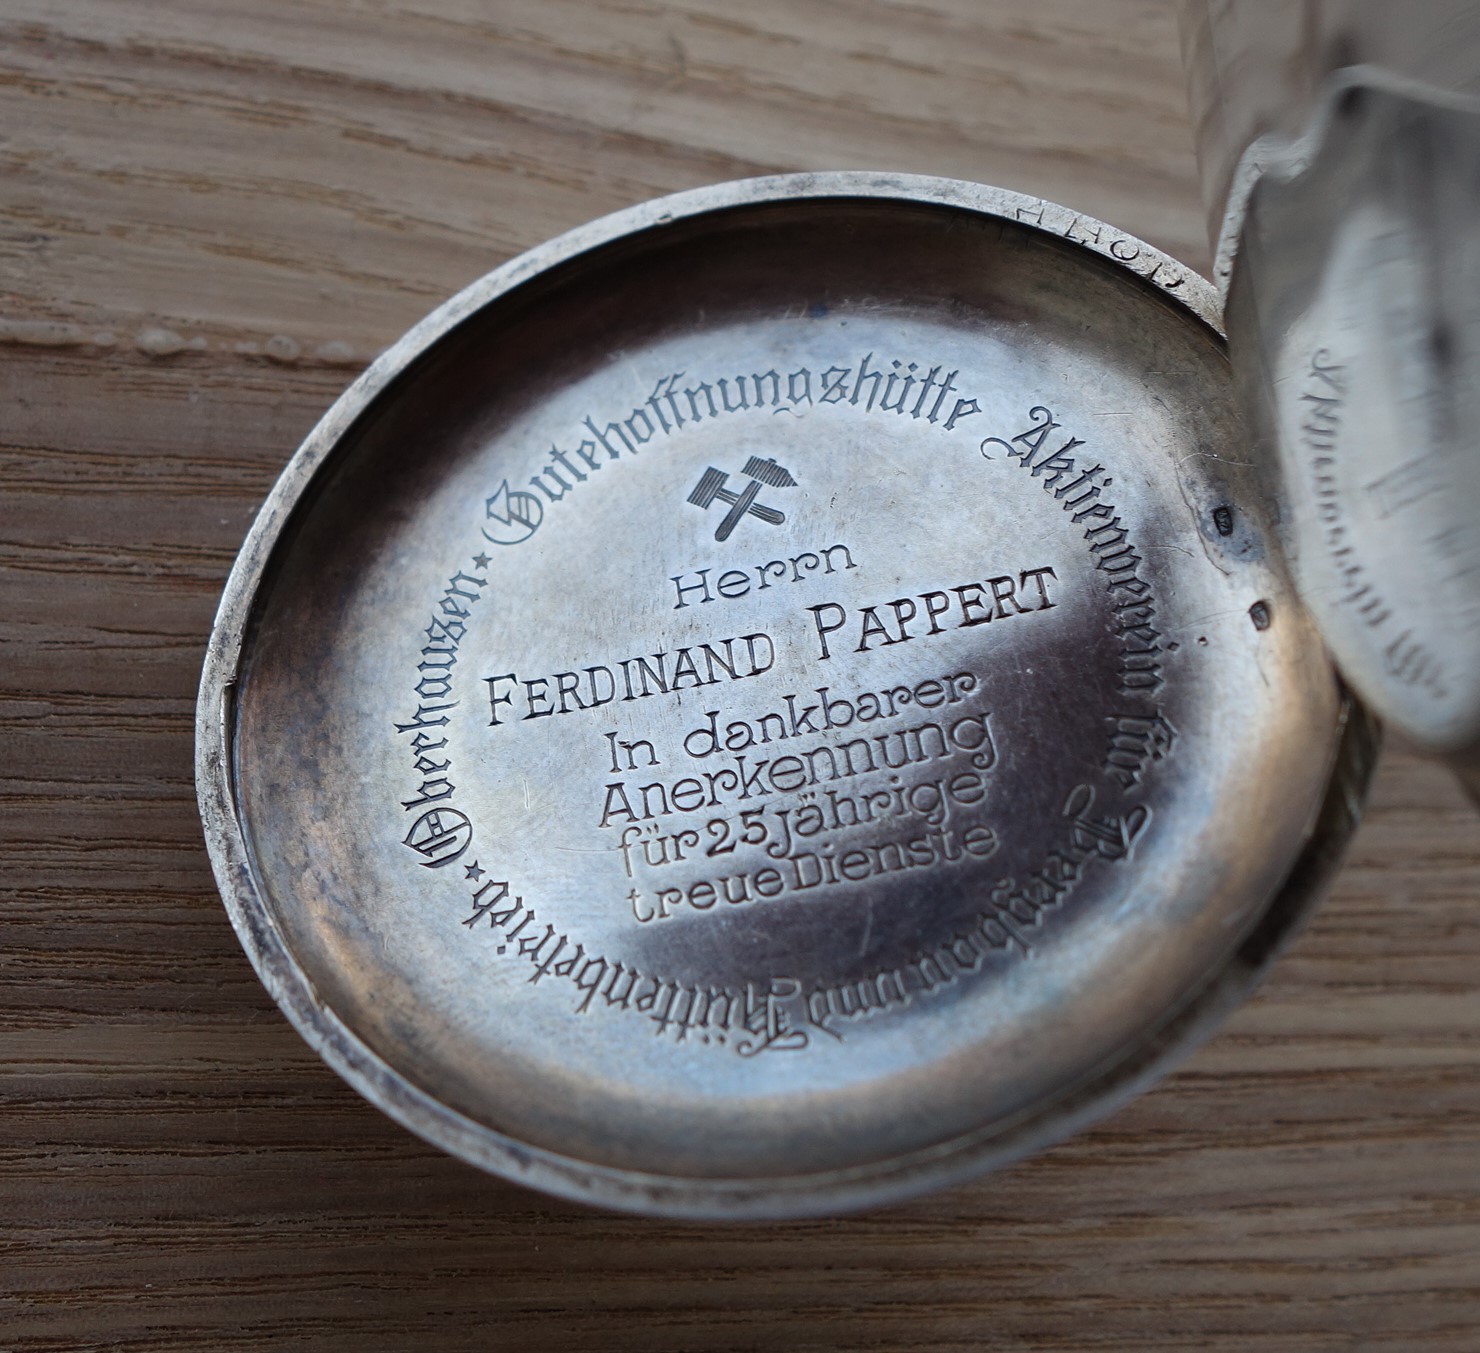 Gutehoffnungshütte Aktienverein für Bergbau und Hüttenbetrieb.
★ Oberhausen. ★
Herrn
FERDINAND PAPPERT
In dankbarer
Anerkennung
für 25 jährige
treue Dienste